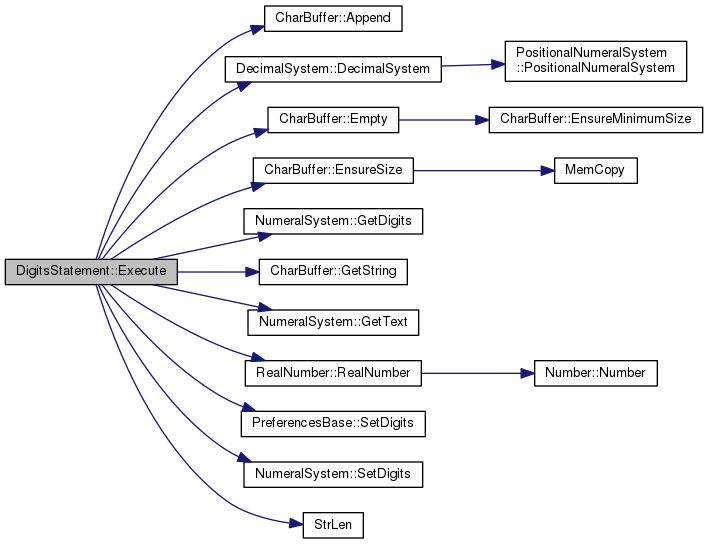 CharBuffer::Append
DecimalSystem::DecimalSystem
PositionalNumeralSystem
::PositionalNumeralSystem
CharBuffer::Empty
CharBuffer::EnsureMinimumSize
CharBuffer::EnsureSize
MemCopy
NumeralSystem::GetDigits
DigitsStatement::Execute
CharBuffer::GetString
NumeralSystem::GetText
RealNumber::RealNumber
Number::Number
PreferencesBase::SetDigits
NumeralSystem::SetDigits
StrLen